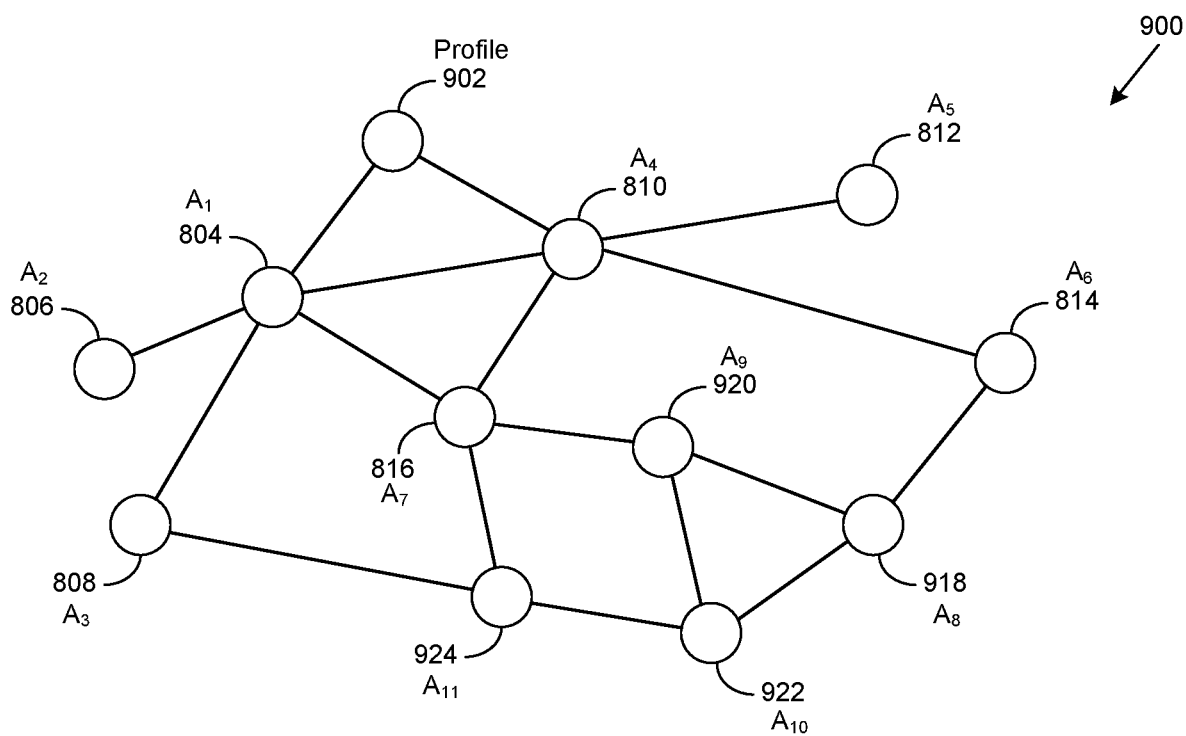 900
Profile
902
A₅
812
A₄
810
A₁
804
A₂
806
A₆
814
A₉
920
816
A₇
808
A₃
918
A₈
924
A₁₁
922
A₁₀